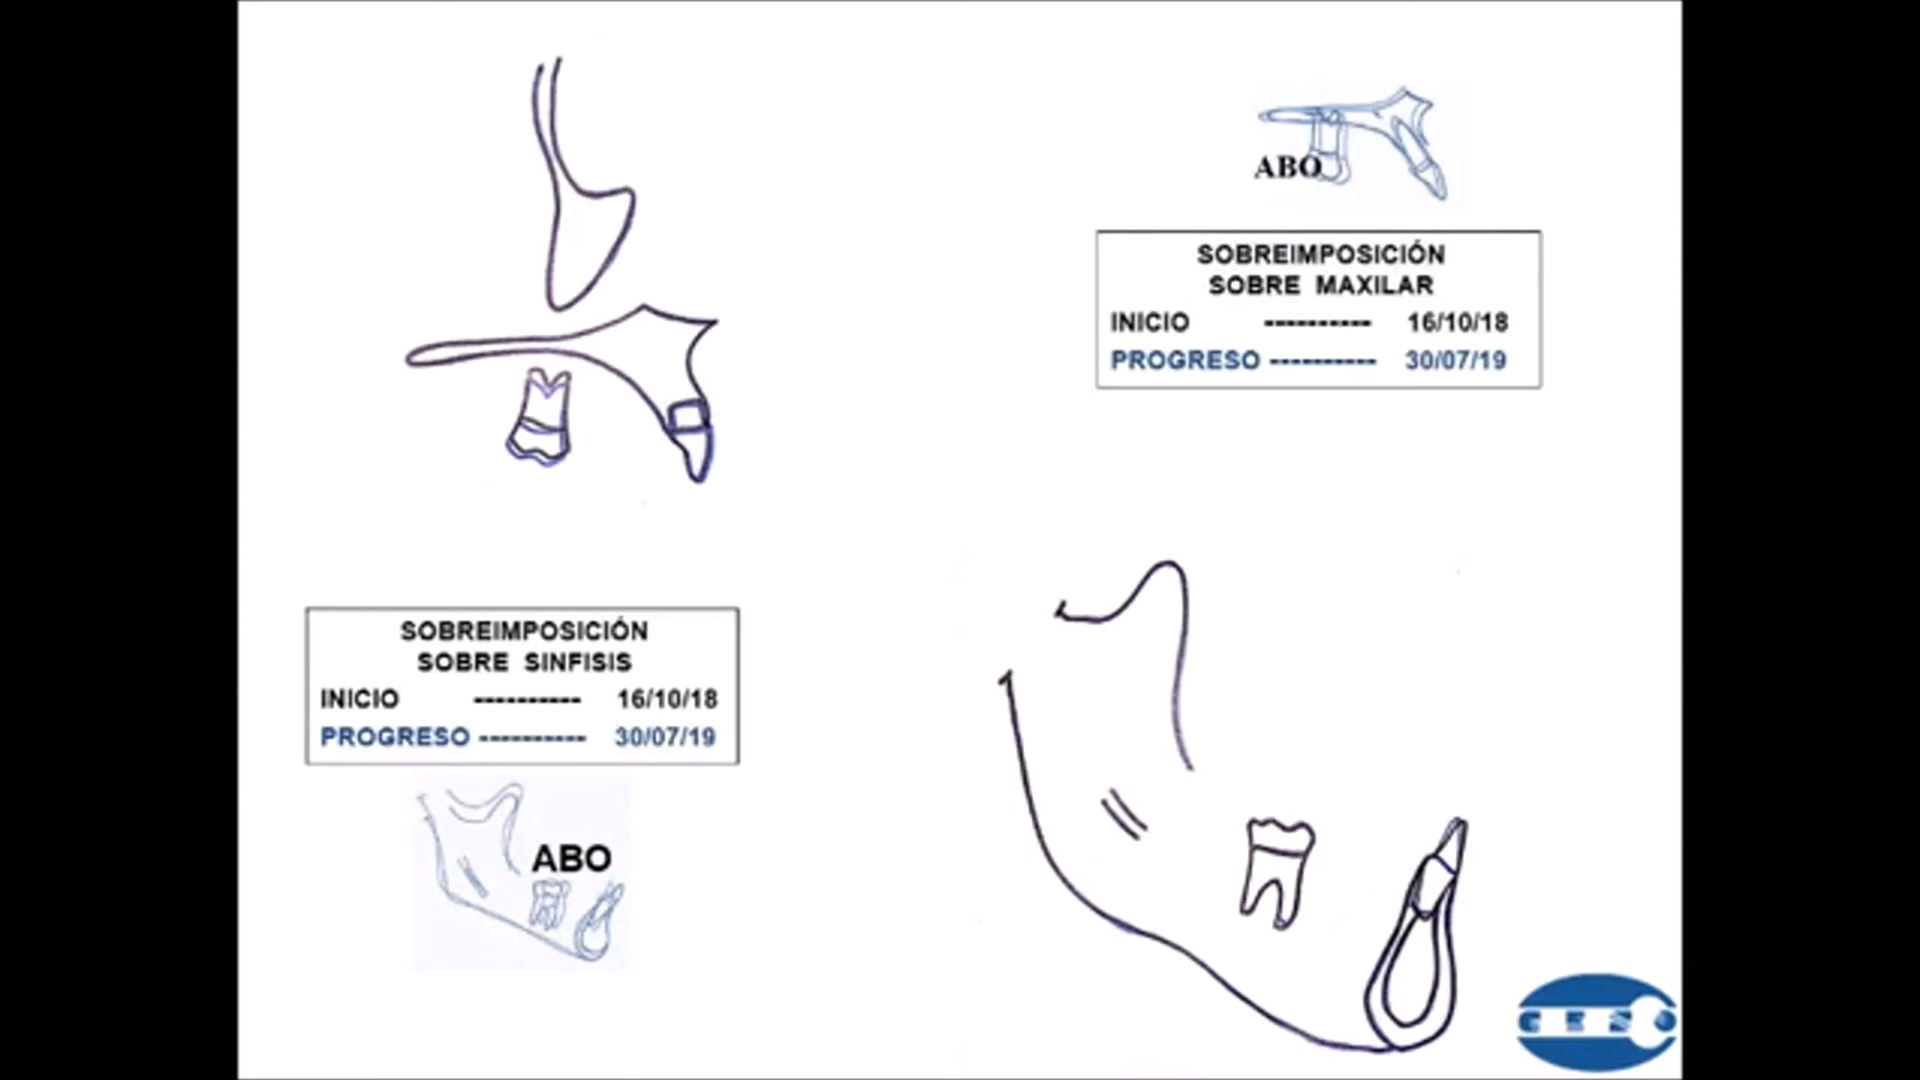 ABO
SOBREIMPOSICIÓN
SOBRE MAXILAR
INICIO ---------- 16/10/18
PROGRESO ---------- 30/07/19
SOBREIMPOSICIÓN
SOBRE SINFISIS
INICIO ---------- 16/10/18
PROGRESO ---------- 30/07/19
ABO